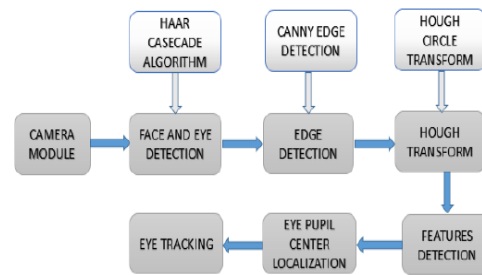 HAAR
CASECADE
ALGORITHM
CANNY EDGE
DETECTION
HOUGH
CIRCLE
TRANSFORM
CAMERA
MODULE
FACE AND EYE
DETECTION
EDGE
DETECTION
HOUGH
TRANSFORM
FEATURES
DETECTION
EYE PUPIL
CENTER
LOCALIZATION
EYE TRACKING